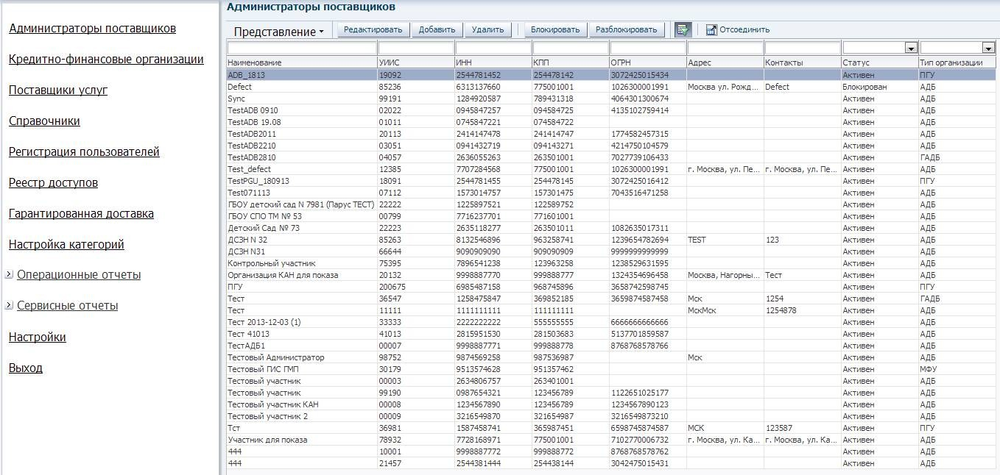 Администраторы поставщиков
Кредитно-финансовые организации
Поставщики услуг
Справочники
Регистрация пользователей
Реестр доступов
Гарантированная доставка
Настройка категорий
Операционные отчеты
Сервисные отчеты
Настройки
Выход
Администраторы поставщиков
Представление Редактировать Добавить Удалить Блокировать Разблокировать Отсоединить
Наименование УИИС ИНН КПП ОГРН Адрес Контакты Статус Тип организации
ADB_1813 19092 2544781452 254478142 3072425015434 Активен ПГУ
Defect 85236 6313137660 775001001 1026300001991 Москва ул. Рожд... Defect Блокирован АДБ
Sync 99191 1284920587 789431318 4064301300674 Активен АДБ
TestADB 0910 02022 0945847257 094584725 4135102759414 Активен АДБ
TestADB 19.08 01011 0745847221 074584722 Активен АДБ
TestADB2011 20113 2414147478 241414747 1774582457315 Активен АДБ
TestADB2210 03051 0941432719 094143271 4214750104579 Активен АДБ
TestADB2810 04057 2636055263 263501001 7027739106433 Активен ГАДБ
Test_defect 12385 7707284568 775001001 1026300001991 г. Москва, ул. Пе... г. Москва, ул. Пе... Активен АДБ
TestPGU_180913 18091 2544781455 254478145 3072425016412 Активен ПГУ
Test071113 07112 1573014757 157301475 7043516471258 Активен АДБ
ГБОУ детский сад N 7981 (Парус ТЕСТ) 22222 1225897521 122589752 Активен АДБ
ГБОУ СПО ТМ № 53 00799 7716237701 771601001 Активен АДБ
Детский Сад № 73 22223 2635118277 263501011 1082635017311 Активен АДБ
ДСЗН N 32 85263 8132546896 963258741 1239654782694 TEST 123 Активен АДБ
ДСЗН N31 66644 9090909090 909090909 9999999999999 Активен АДБ
Контрольный участник 75395 7896541238 123963258 1238529631595 Активен АДБ
Организация КАН для показа 20132 9998887770 999888777 1324354696458 Москва, Нагорны... Тест Активен АДБ
ПГУ 200675 6985487158 968745896 3658742598745 Активен ПГУ
Тест 36547 1258475847 369852185 3659874587458 Мск 1254 Активен ГАДБ
Тест 11111 1111111111 111111111 МскМск 1254878 Активен АДБ
Тест 2013-12-03 (1) 33333 2222222222 555555555 6666666666666 Активен АДБ
Тест 41013 41013 2815951530 281503683 5137701859587 Активен АДБ
ТестАДБ1 00007 9998887771 999888778 8768768578766 Активен АДБ
Тестовый Администратор 98752 9874569258 987536987 Мск Активен АДБ
Тестовый ГИС ГМП 30179 9513574628 951357462 Активен МФУ
Тестовый участник 00003 2634806757 263401001 Активен АДБ
Тестовый участник 99190 0987654321 123456789 1122651025177 Активен АДБ
Тестовый участник КАН 00008 1234567890 123456789 1234567890123 Активен АДБ
Тестовый участник 2 00009 3216549870 321654987 3216549873210 Активен АДБ
Тст 36981 1587458741 365987451 6598745874587 МСК 123587 Активен ПГУ
Участник для показа 78932 7728168971 775001001 7102770006732 г. Москва, ул. Ка... г. Москва, ул. Ка... Активен АДБ
444 10001 9998887772 999888772 8768768578762 Активен АДБ
444 21457 2544381444 254438144 3042475015431 Активен АДБ